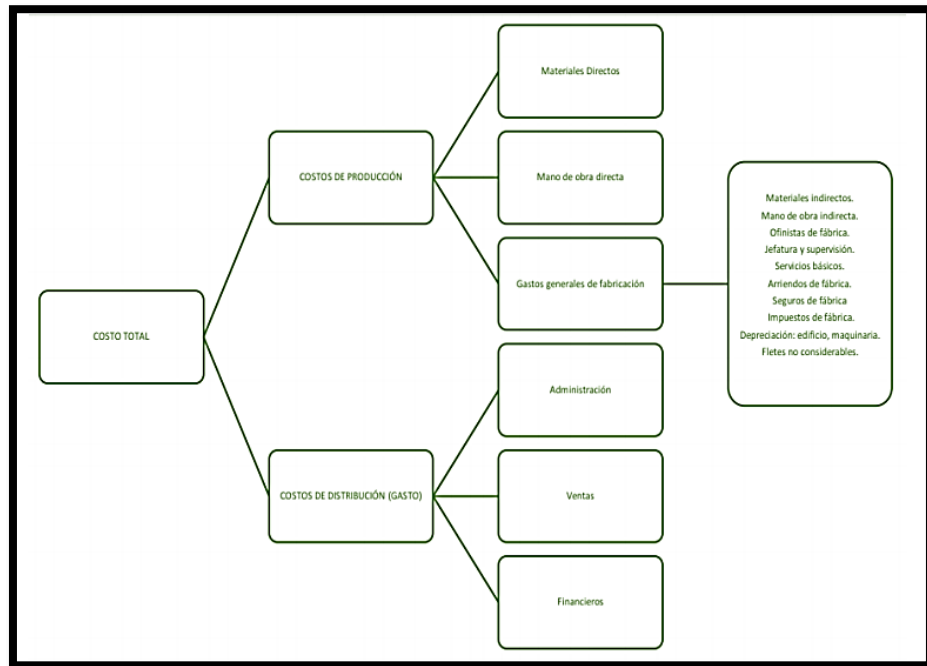 COSTO TOTAL
COSTOS DE PRODUCCIÓN
Materiales Directos
Mano de obra directa
Gastos generales de fabricación
Materiales indirectos.
Mano de obra indirecta.
Ofinistas de fábrica.
Jefatura y supervisión.
Servicios básicos.
Arriendos de fábrica.
Seguros de fábrica
Impuestos de fábrica.
Depreciación: edificio, maquinaria.
Fletes no considerables.
COSTOS DE DISTRIBUCIÓN (GASTO)
Administración
Ventas
Financieros